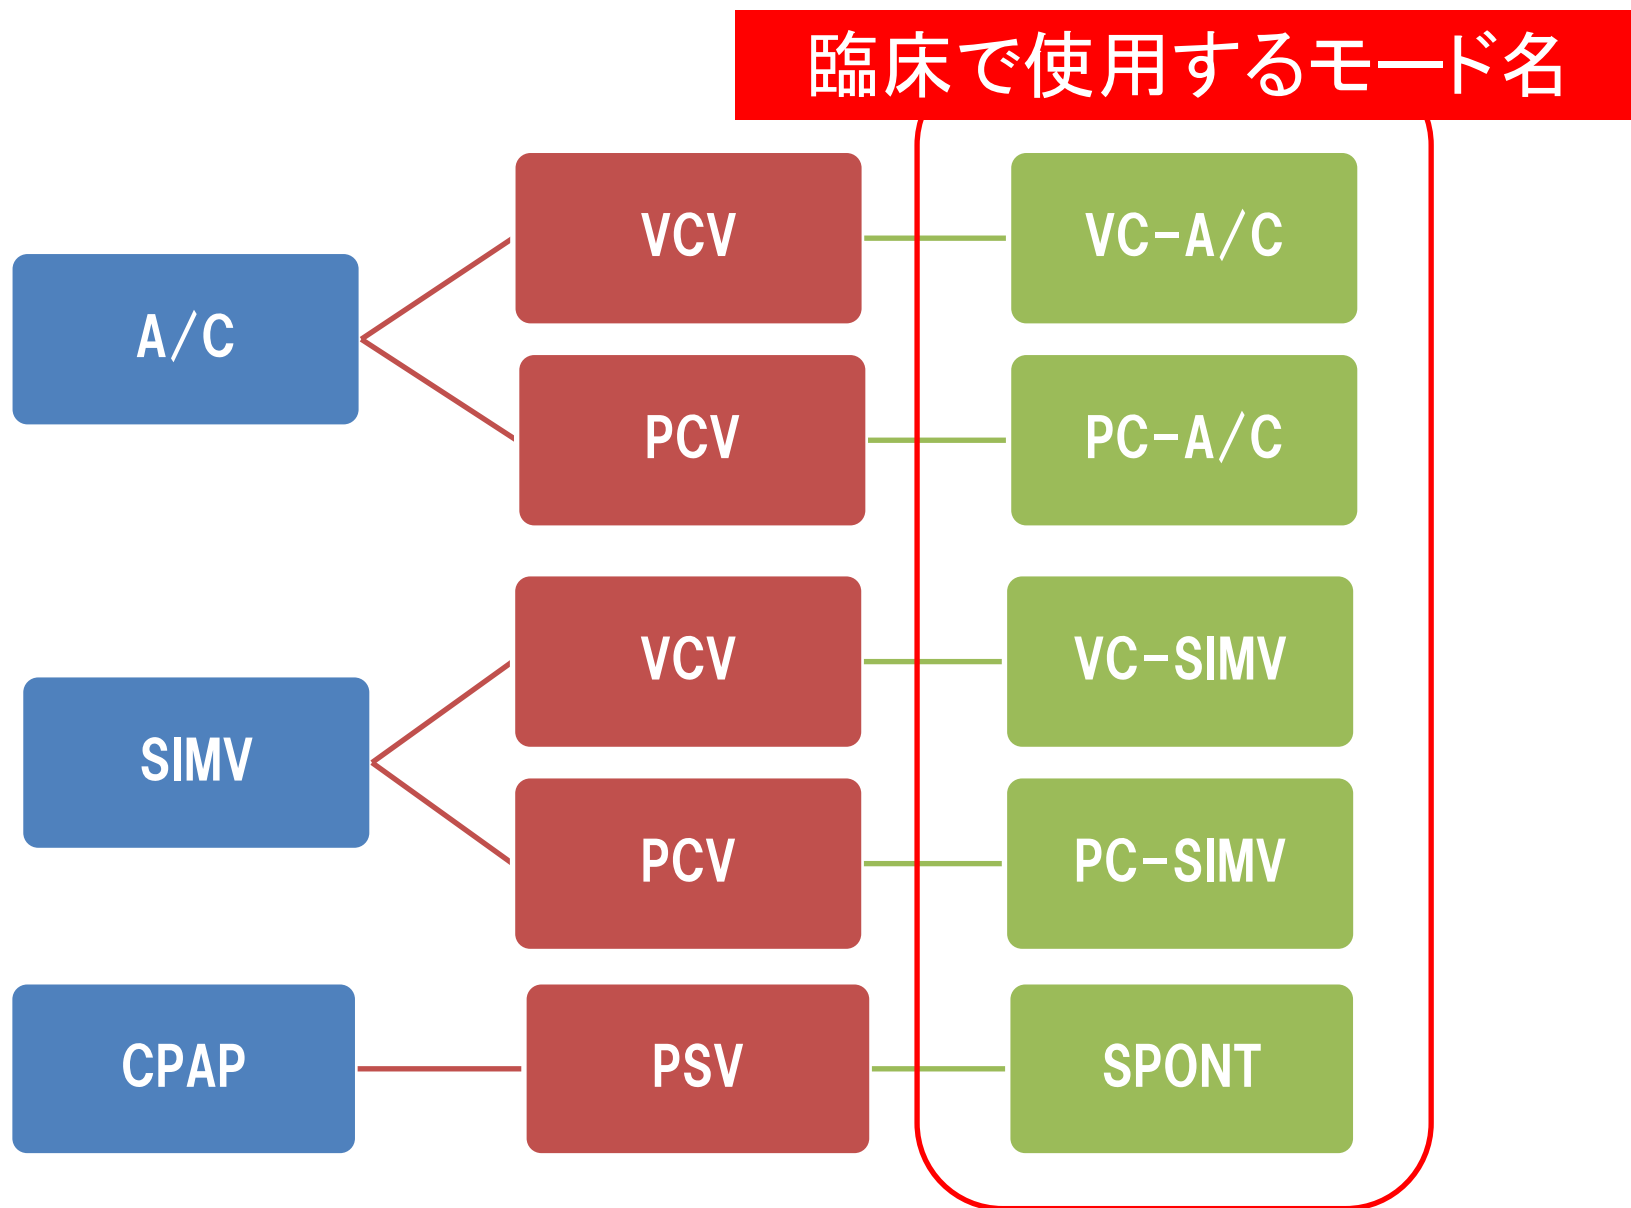 臨床で使用するモード名
VCV
VC-A/C
A/C
PCV
PC-A/C
VCV
VC-SIMV
SIMV
PCV
PC-SIMV
CPAP
PSV
SPONT